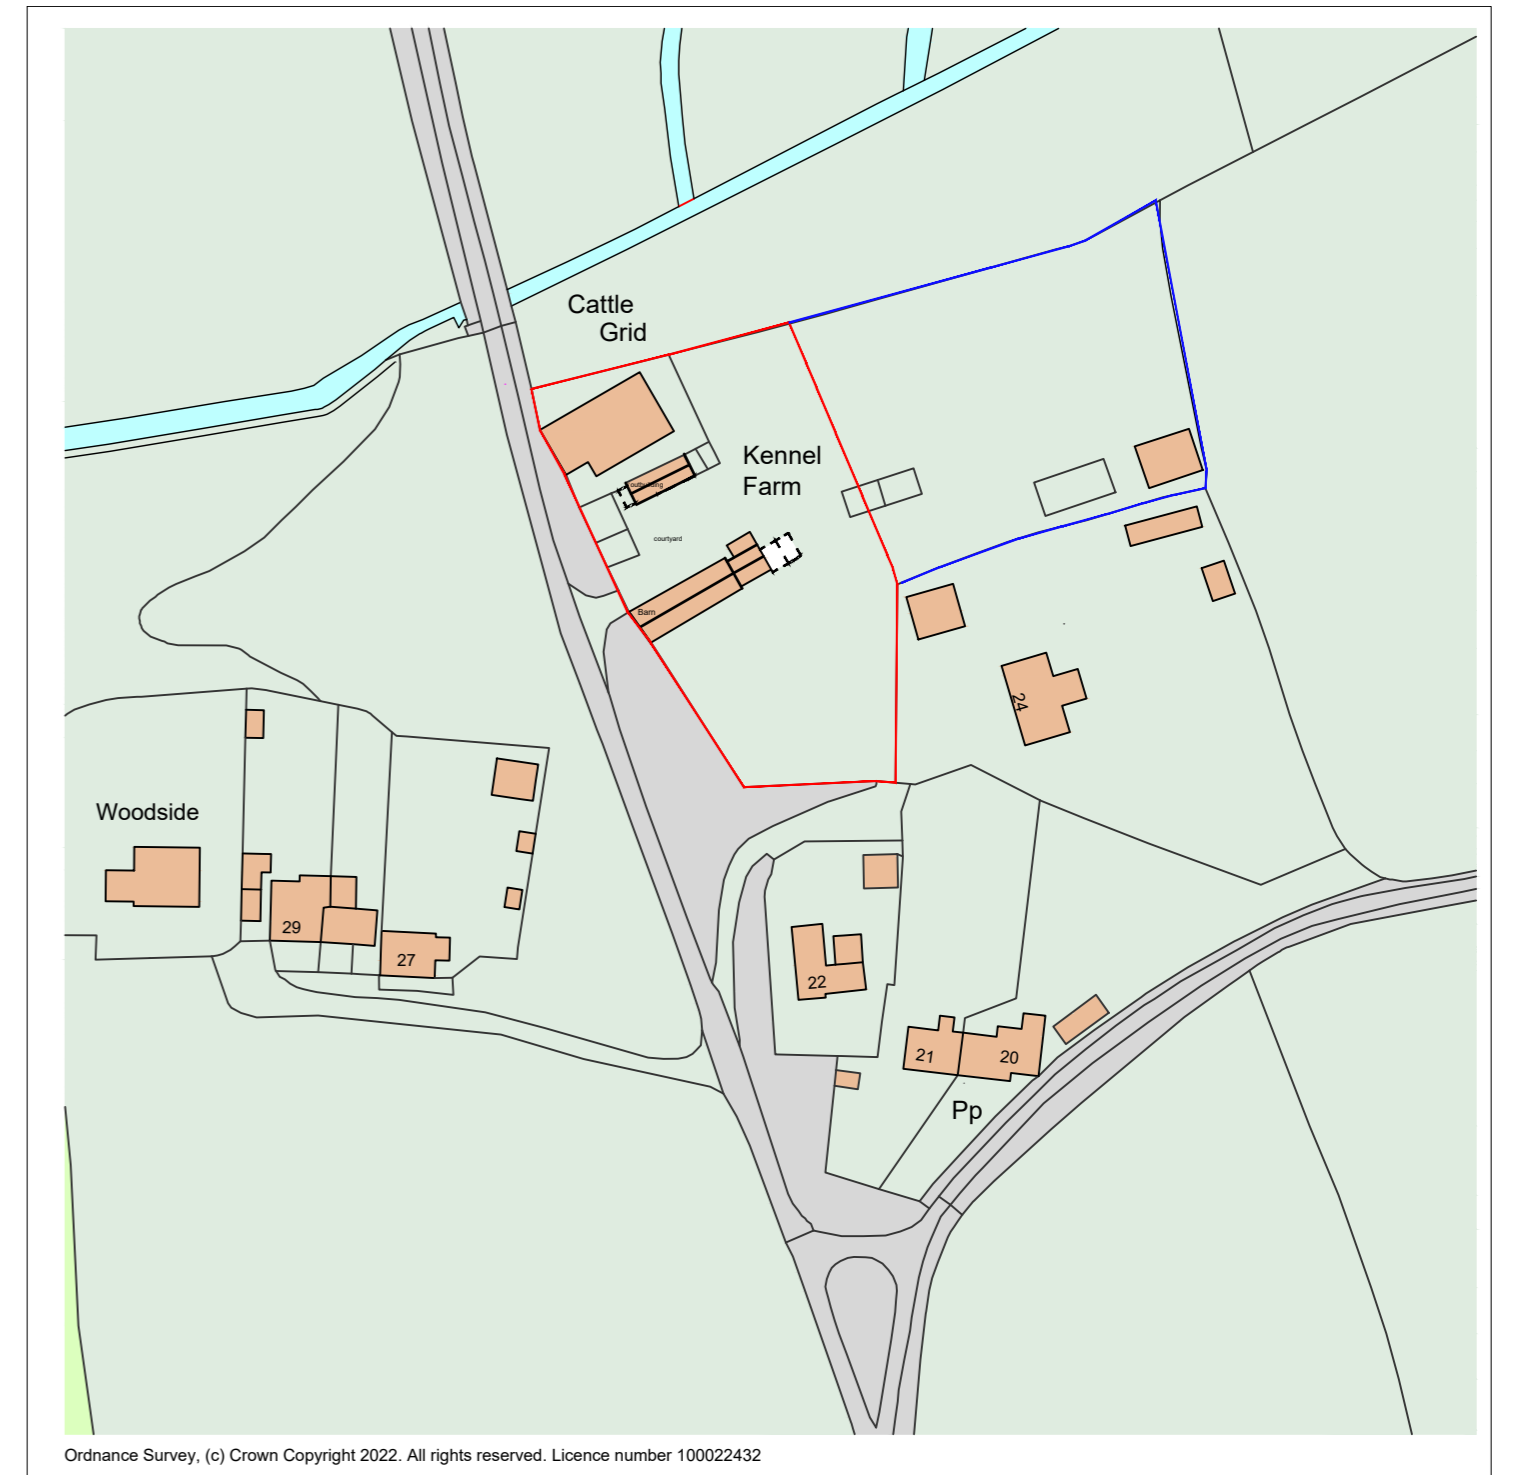 Cattle
Grid
Kennel
Farm
outbuilding
courtyard
Barn
24
Woodside
29
27
22
21
20
Pp
Ordnance Survey, (c) Crown Copyright 2022. All rights reserved. Licence number 100022432